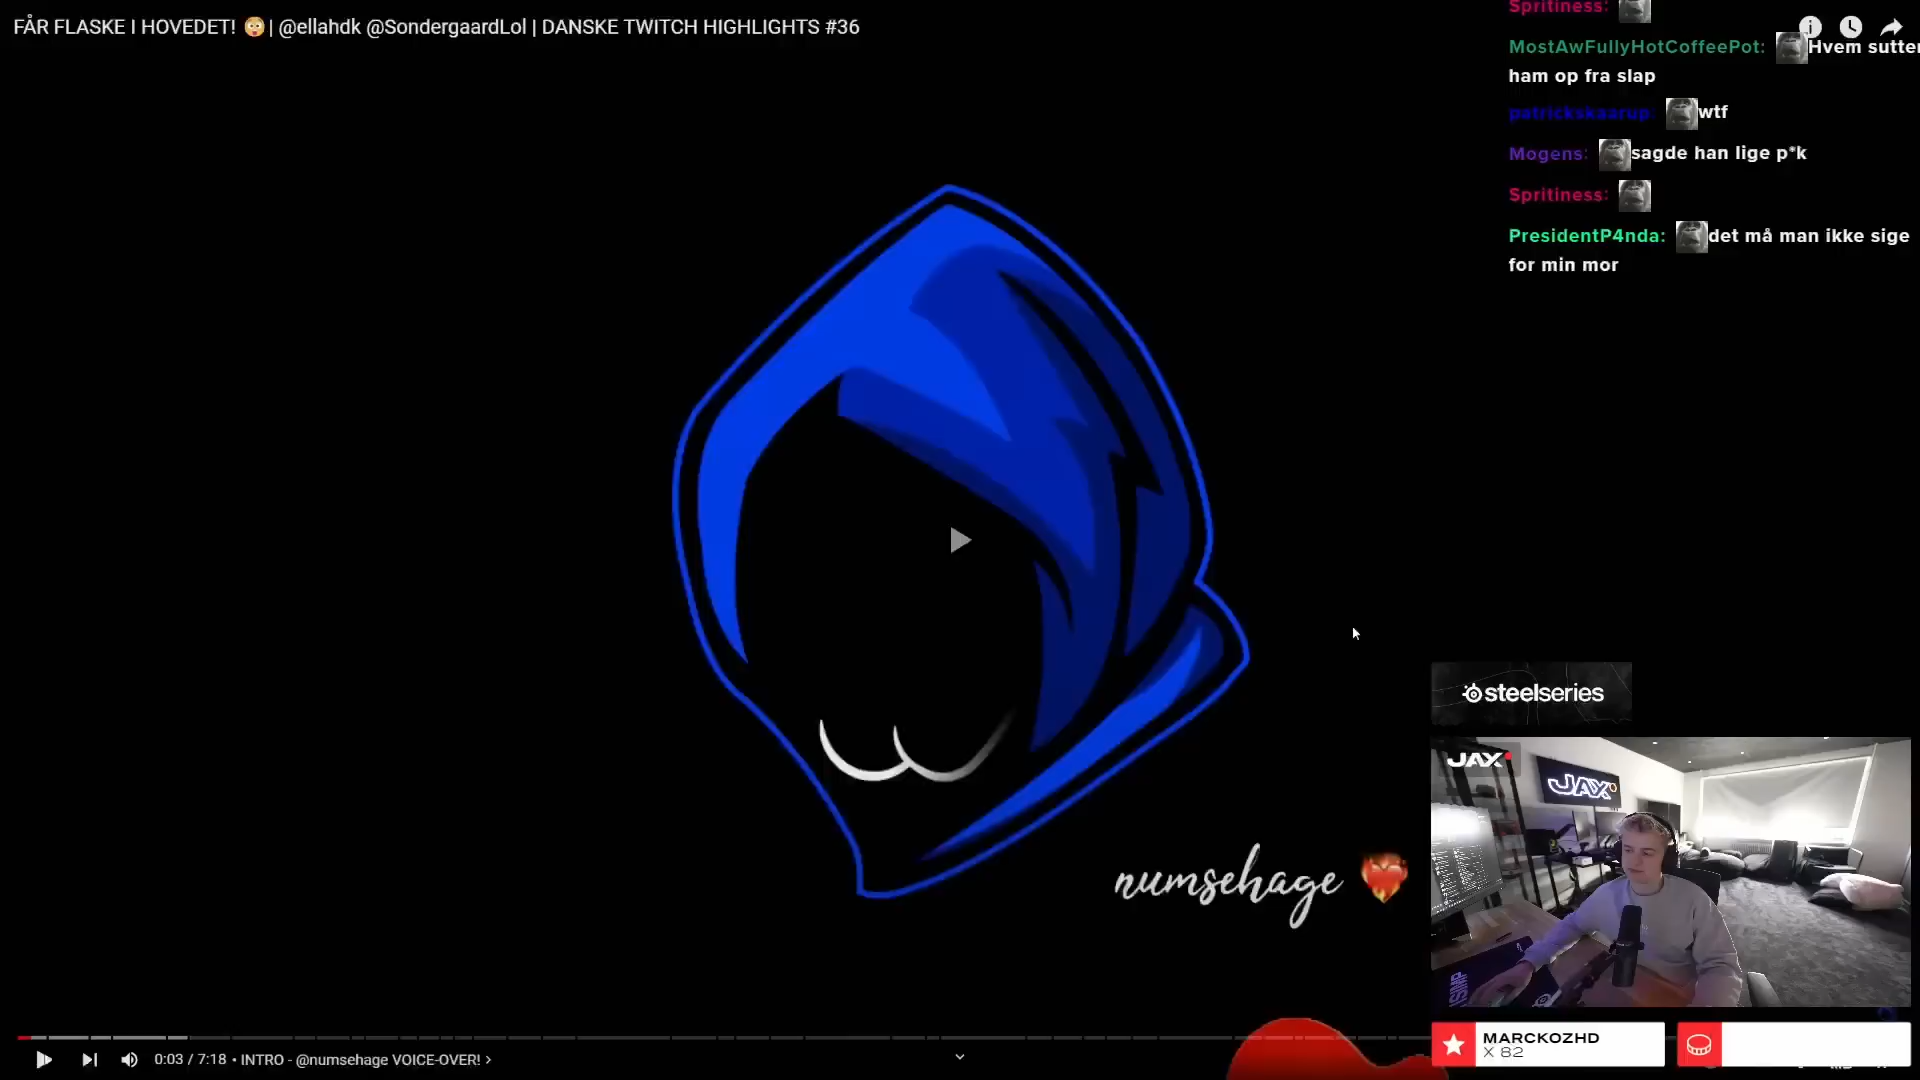 FÅR FLASKE I HOVEDET! 😳 | @ellahdk @SondergaardLol | DANSKE TWITCH HIGHLIGHTS #36
Spritiness:
MostAwFullyHotCoffeePot: Hvem sutter
ham op fra slap
patrickskaarup: wtf
Mogens: sagde han lige p*k
Spritiness:
PresidentP4nda: det må man ikke sige
for min mor
numsehage
steelseries
JAX
JAX
MARCKOZHD
X 82
0:03 / 7:18 • INTRO - @numsehage VOICE-OVER! >